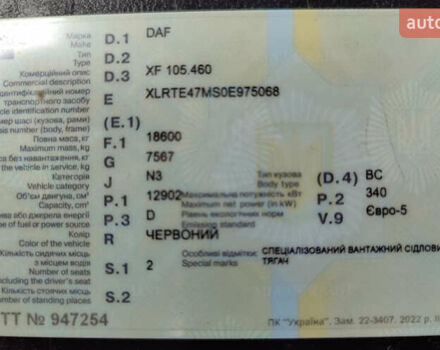 auto
Марка D.1 DAF
Make
Тип D.2
Type
Комерційний опис D.3 XF 105.460
Commercial description
ідентифікаційний номер E XLRTE47MS0E975068
транспортного засобу
vehicle identification number
номер шасі (кузова, рами) (E.1)
chassis number (body, frame)
Повна маса, кг F.1 18600
Maximum mass, kg
Маса без навантаження, кг G 7567
of the vehicle in service, kg
Категорія J N3 Тип кузова (D.4) ВС
Vehicle category Body type
Об'єм двигуна, см³ P.1 12902 Максимальна потужність, кВт P.2 340
Capacity, cm³ Maximum net power (in kW)
або джерела енергії P.3 D Рівень екологічних норм V.9 Євро-5
Type of fuel or power source Emissing standard
Колір R ЧЕРВОНИЙ
Color of the vehicle
Кількість сидячих місць S.1 2 Особливі відмітки: СПЕЦІАЛІЗОВАНИЙ ВАНТАЖНИЙ СІДЛОВИ
з місцем водія Special marks ТЯГАЧ
Number of seats
including the driver's seat
Кількість стоячих місць S.2
Number of standing places
ТТ № 947254
ПК "Україна". Зам. 22-3407. 2022 р. ІІ